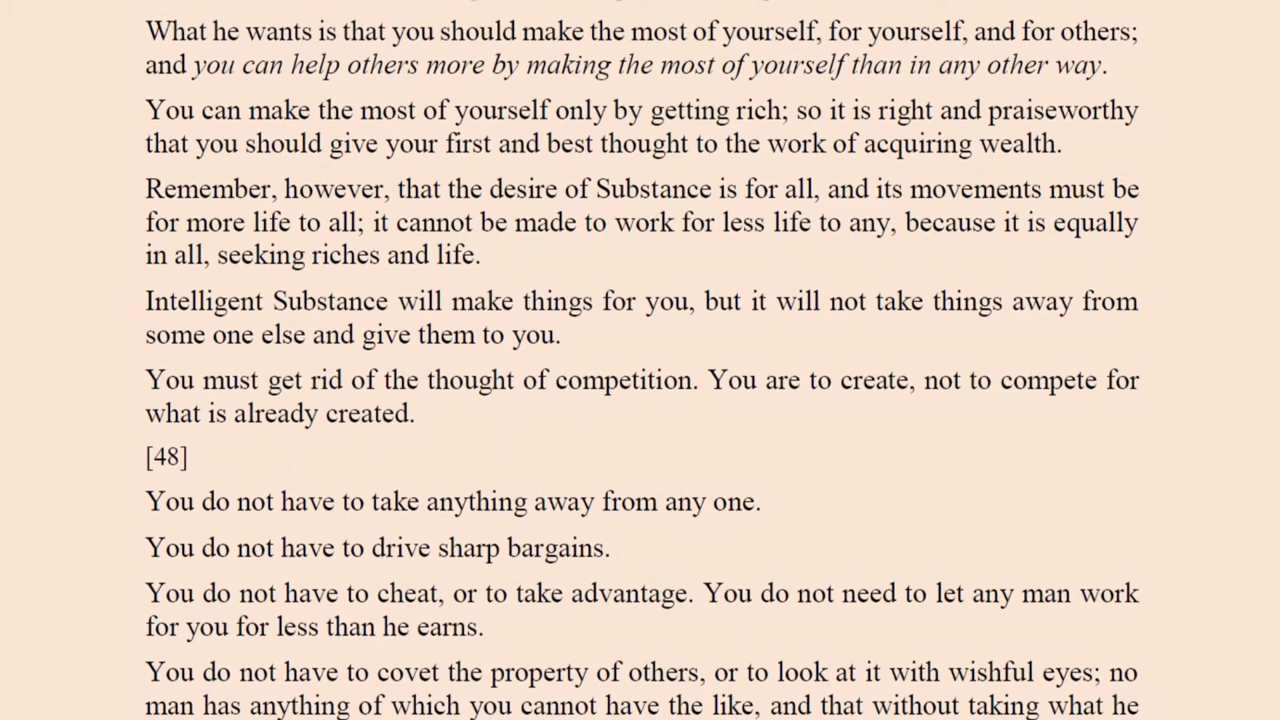 What he wants is that you should make the most of yourself, for yourself, and for others;
and you can help others more by making the most of yourself than in any other way.
You can make the most of yourself only by getting rich; so it is right and praiseworthy
that you should give your first and best thought to the work of acquiring wealth.
Remember, however, that the desire of Substance is for all, and its movements must be
for more life to all; it cannot be made to work for less life to any, because it is equally
in all, seeking riches and life.
Intelligent Substance will make things for you, but it will not take things away from
some one else and give them to you.
You must get rid of the thought of competition. You are to create, not to compete for
what is already created.
[48]
You do not have to take anything away from any one.
You do not have to drive sharp bargains.
You do not have to cheat, or to take advantage. You do not need to let any man work
for you for less than he earns.
You do not have to covet the property of others, or to look at it with wishful eyes; no
man has anything of which you cannot have the like, and that without taking what he